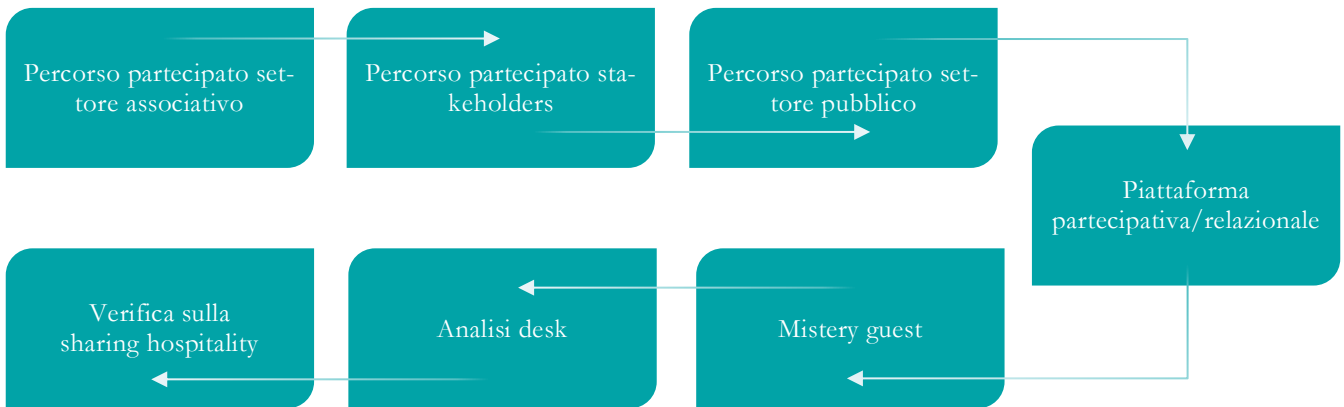 Percorso partecipato set-
tore associativo
Percorso partecipato sta-
keholders
Percorso partecipato set-
tore pubblico
Piattaforma
partecipativa/relazionale
Mistery guest
Analisi desk
Verifica sulla
sharing hospitality